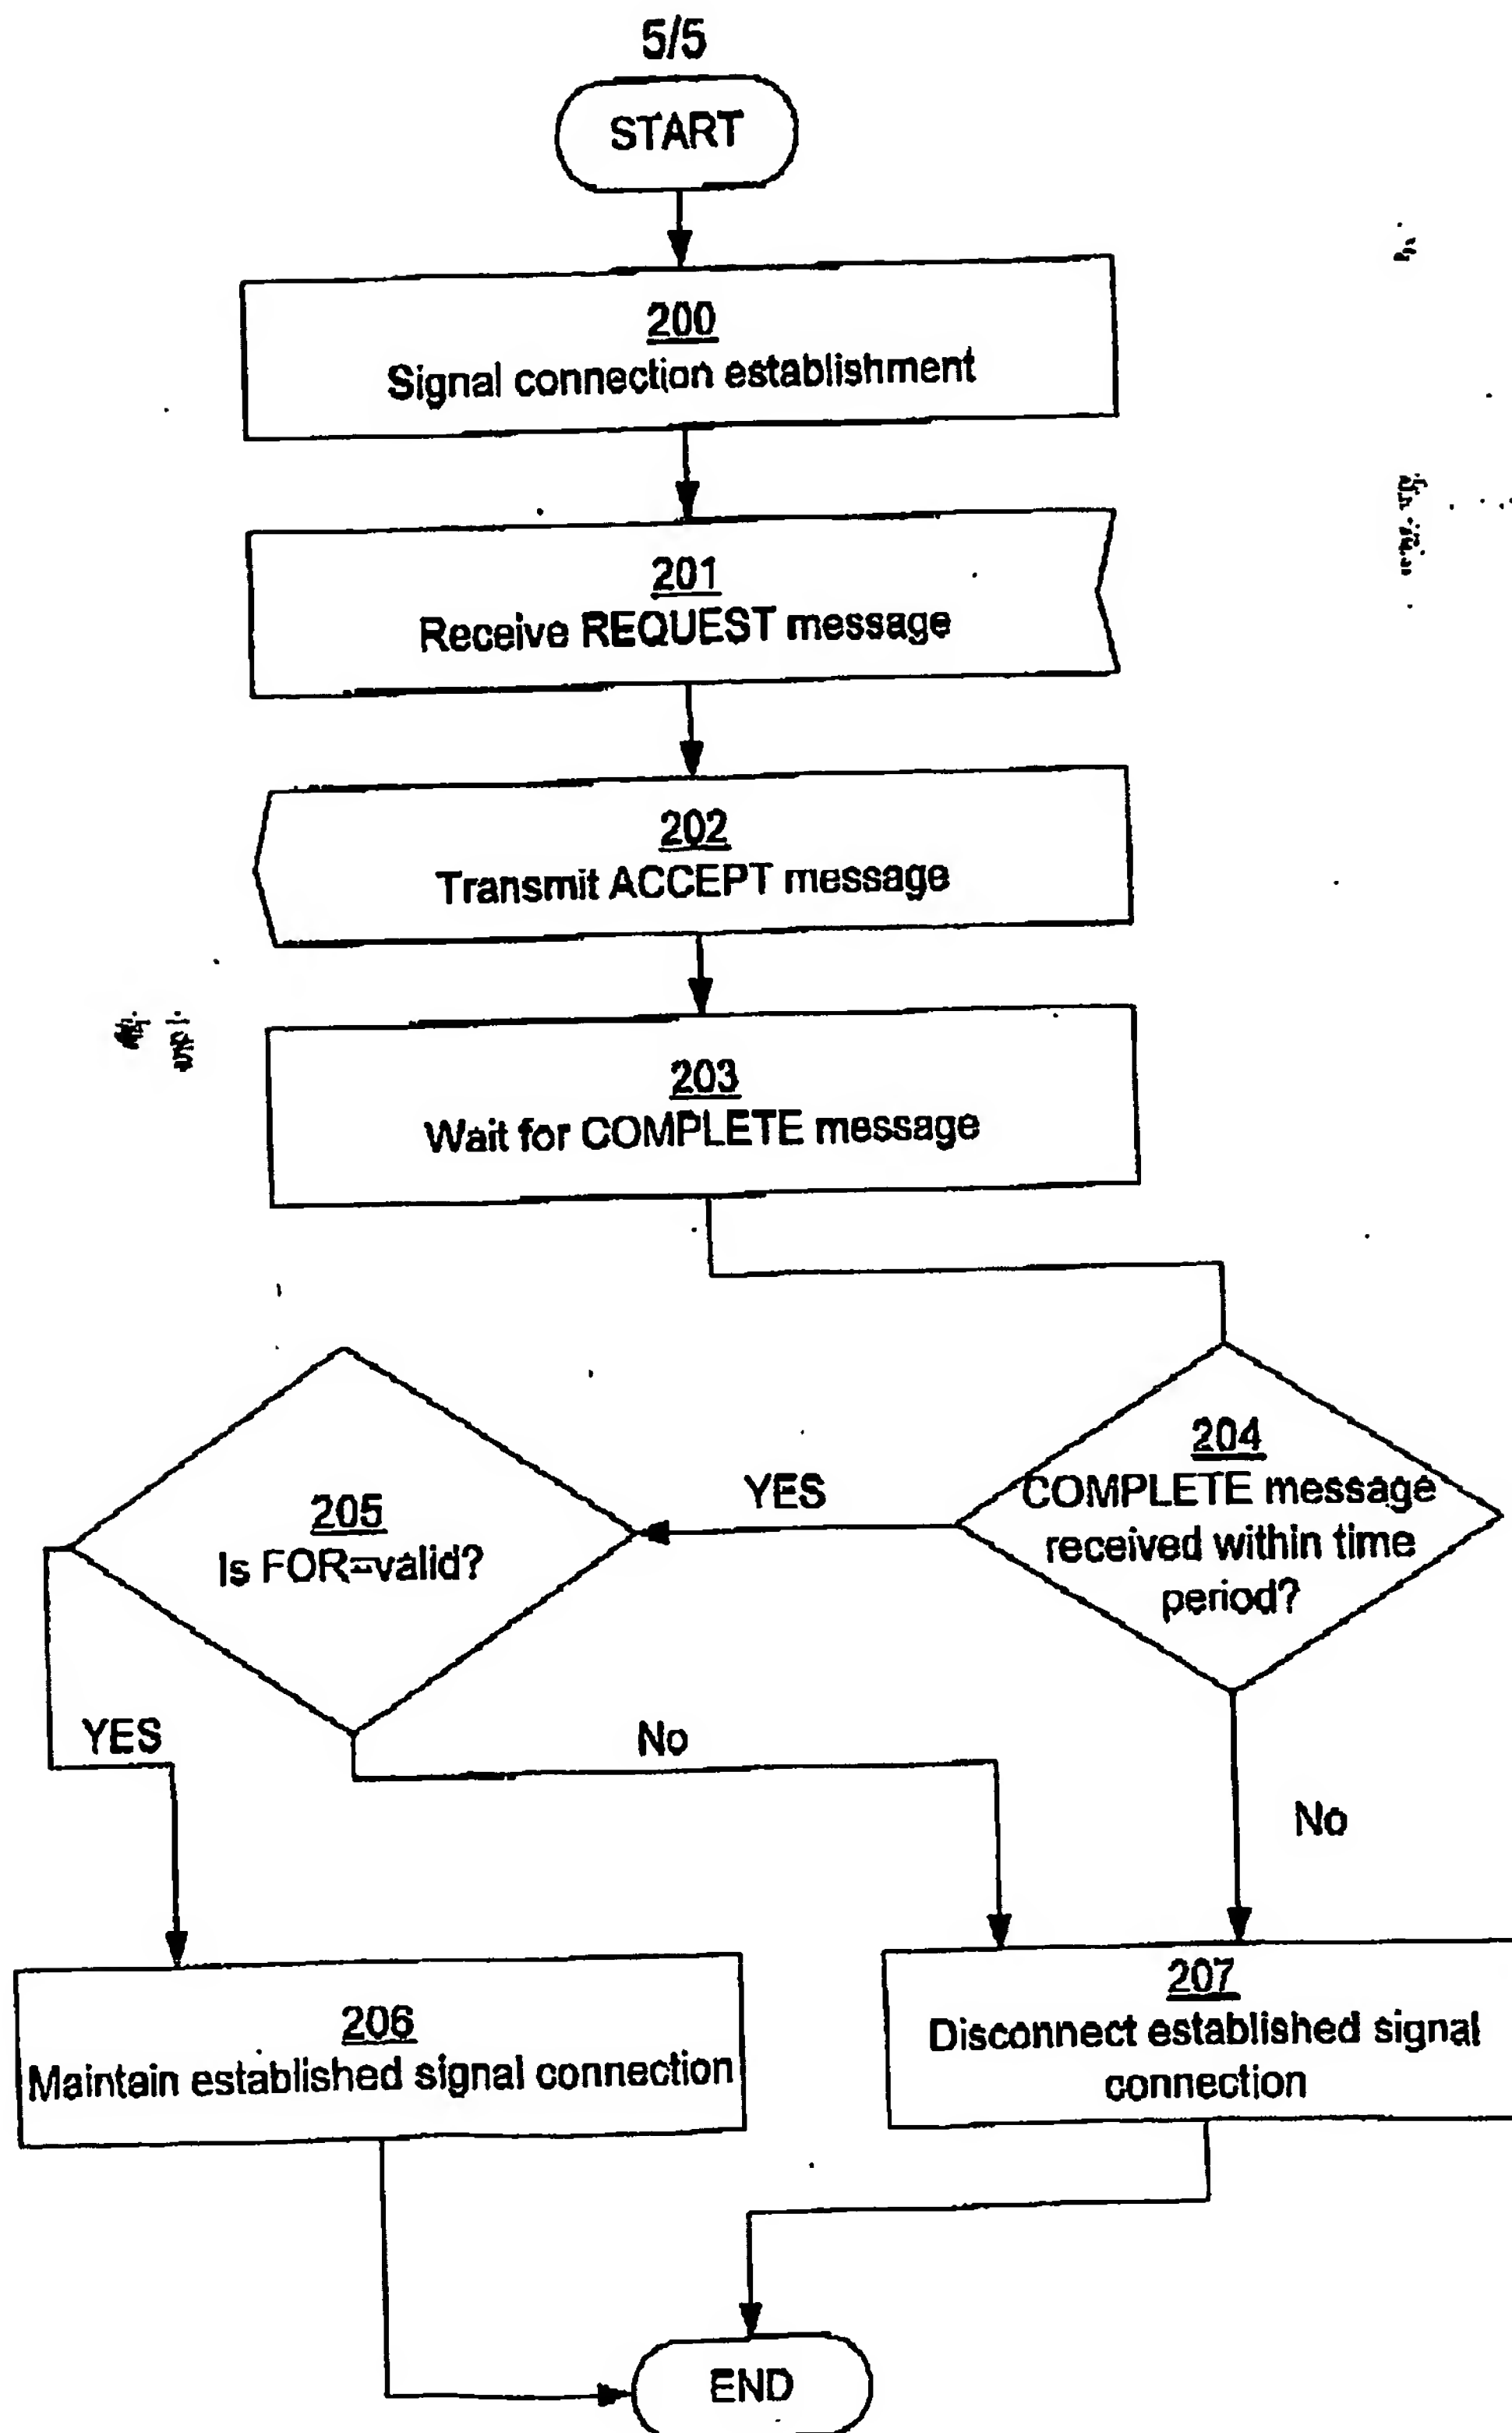 5/5
START
200
Signal connection establishment
201
Receive REQUEST message
202
Transmit ACCEPT message
203
Wait for COMPLETE message
204
COMPLETE message
received within time
period?
YES
205
Is FOR=valid?
YES
No
No
206
Maintain established signal connection
207
Disconnect established signal
connection
END